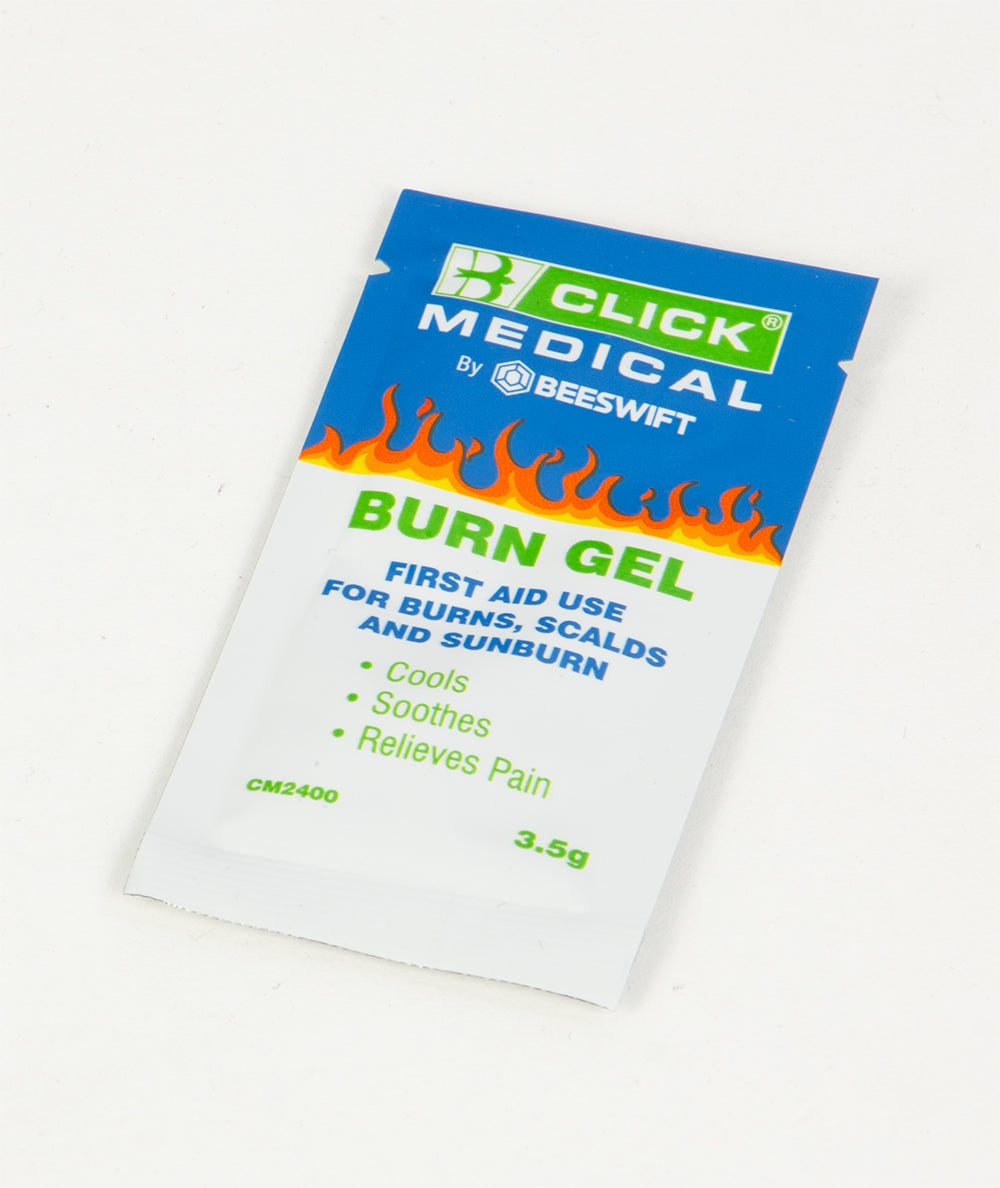 CLICK®
MEDICAL
By BEESWIFT
BURN GEL
FIRST AID USE
FOR BURNS, SCALDS
AND SUNBURN
• Cools
• Soothes
• Relieves Pain
CM2400
3.5g